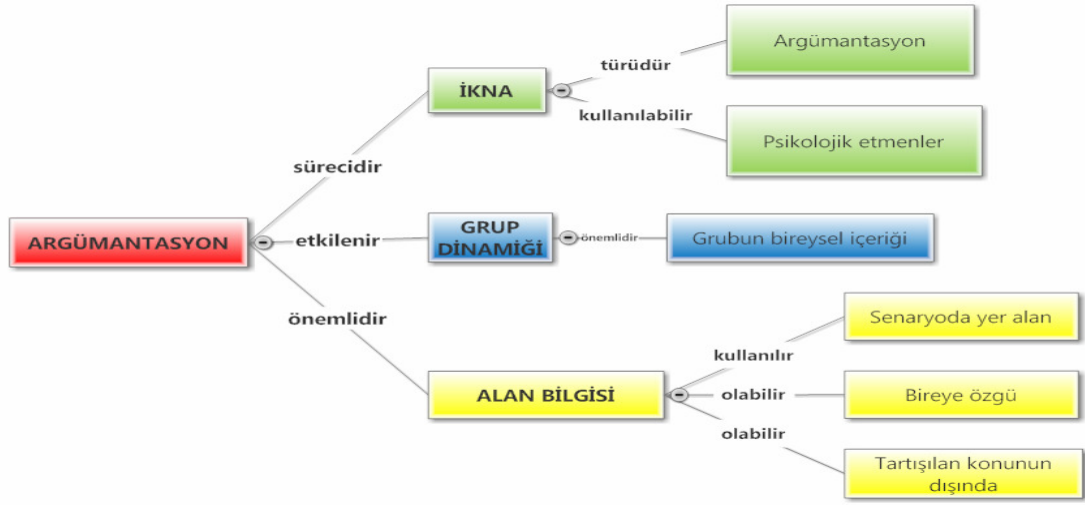 ARGÜMANTASYON
sürecidir
İKNA
türüdür
Argümantasyon
kullanılabilir
Psikolojik etmenler
etkilenir
GRUP
DİNAMİĞİ
önemlidir
Grubun bireysel içeriği
önemlidir
ALAN BİLGİSİ
kullanılır
Senaryoda yer alan
olabilir
Bireye özgü
olabilir
Tartışılan konunun
dışında